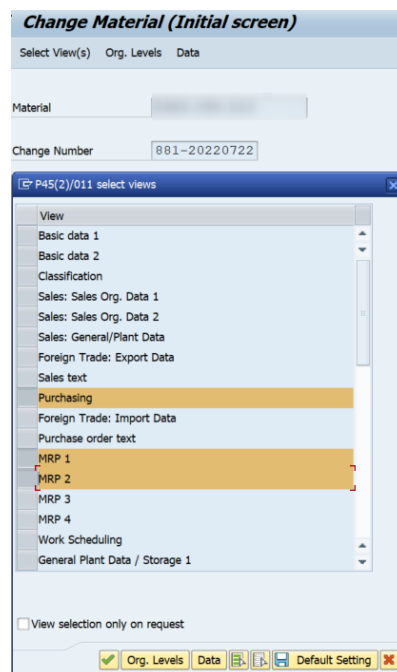 Change Material (Initial screen)
Select View(s) Org. Levels Data
Material
Change Number 881-20220722
P45(2)/011 select views
View
Basic data 1
Basic data 2
Classification
Sales: Sales Org. Data 1
Sales: Sales Org. Data 2
Sales: General/Plant Data
Foreign Trade: Export Data
Sales text
Purchasing
Foreign Trade: Import Data
Purchase order text
MRP 1
MRP 2
MRP 3
MRP 4
Work Scheduling
General Plant Data / Storage 1
View selection only on request
Org. Levels Data Default Setting